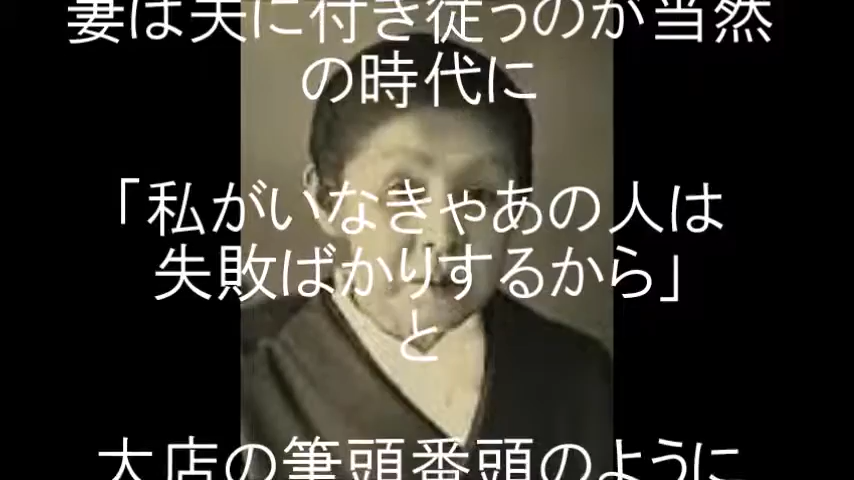 妻は夫に付き従うのが当然
の時代に
「私がいなきゃあの人は
失敗ばかりするから」
と
大店の筆頭番頭のように